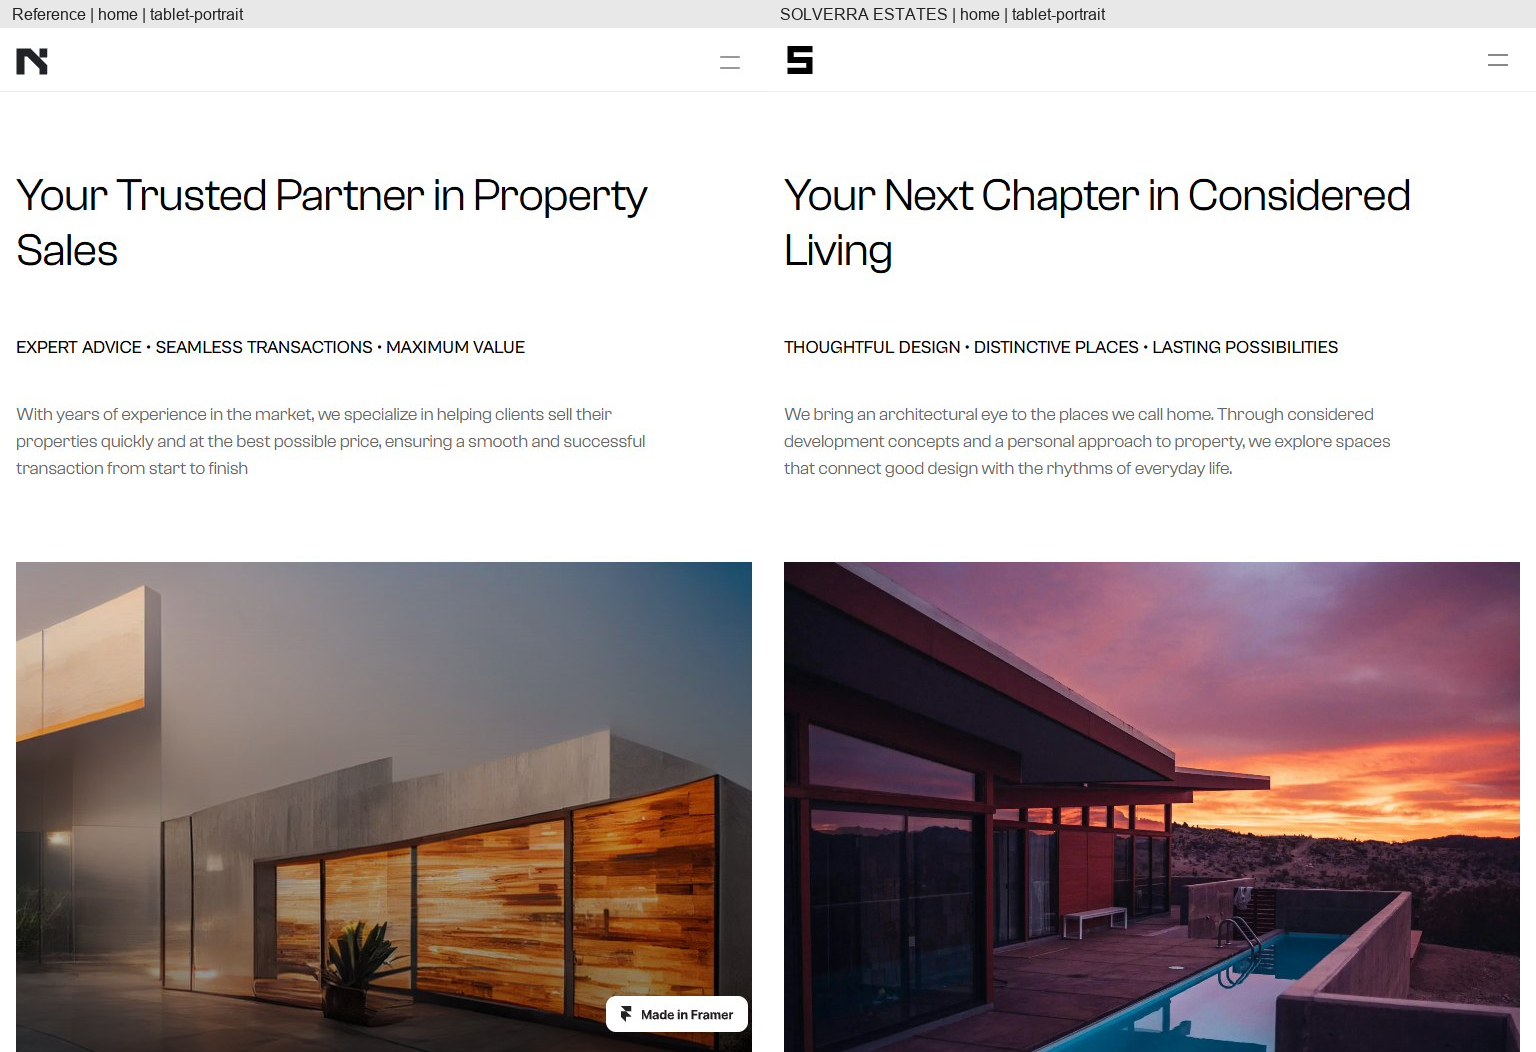 Reference | home | tablet-portrait
N
Your Trusted Partner in Property
Sales
EXPERT ADVICE • SEAMLESS TRANSACTIONS • MAXIMUM VALUE
With years of experience in the market, we specialize in helping clients sell their
properties quickly and at the best possible price, ensuring a smooth and successful
transaction from start to finish
Made in Framer
SOLVERRA ESTATES | home | tablet-portrait
S
Your Next Chapter in Considered
Living
THOUGHTFUL DESIGN • DISTINCTIVE PLACES • LASTING POSSIBILITIES
We bring an architectural eye to the places we call home. Through considered
development concepts and a personal approach to property, we explore spaces
that connect good design with the rhythms of everyday life.